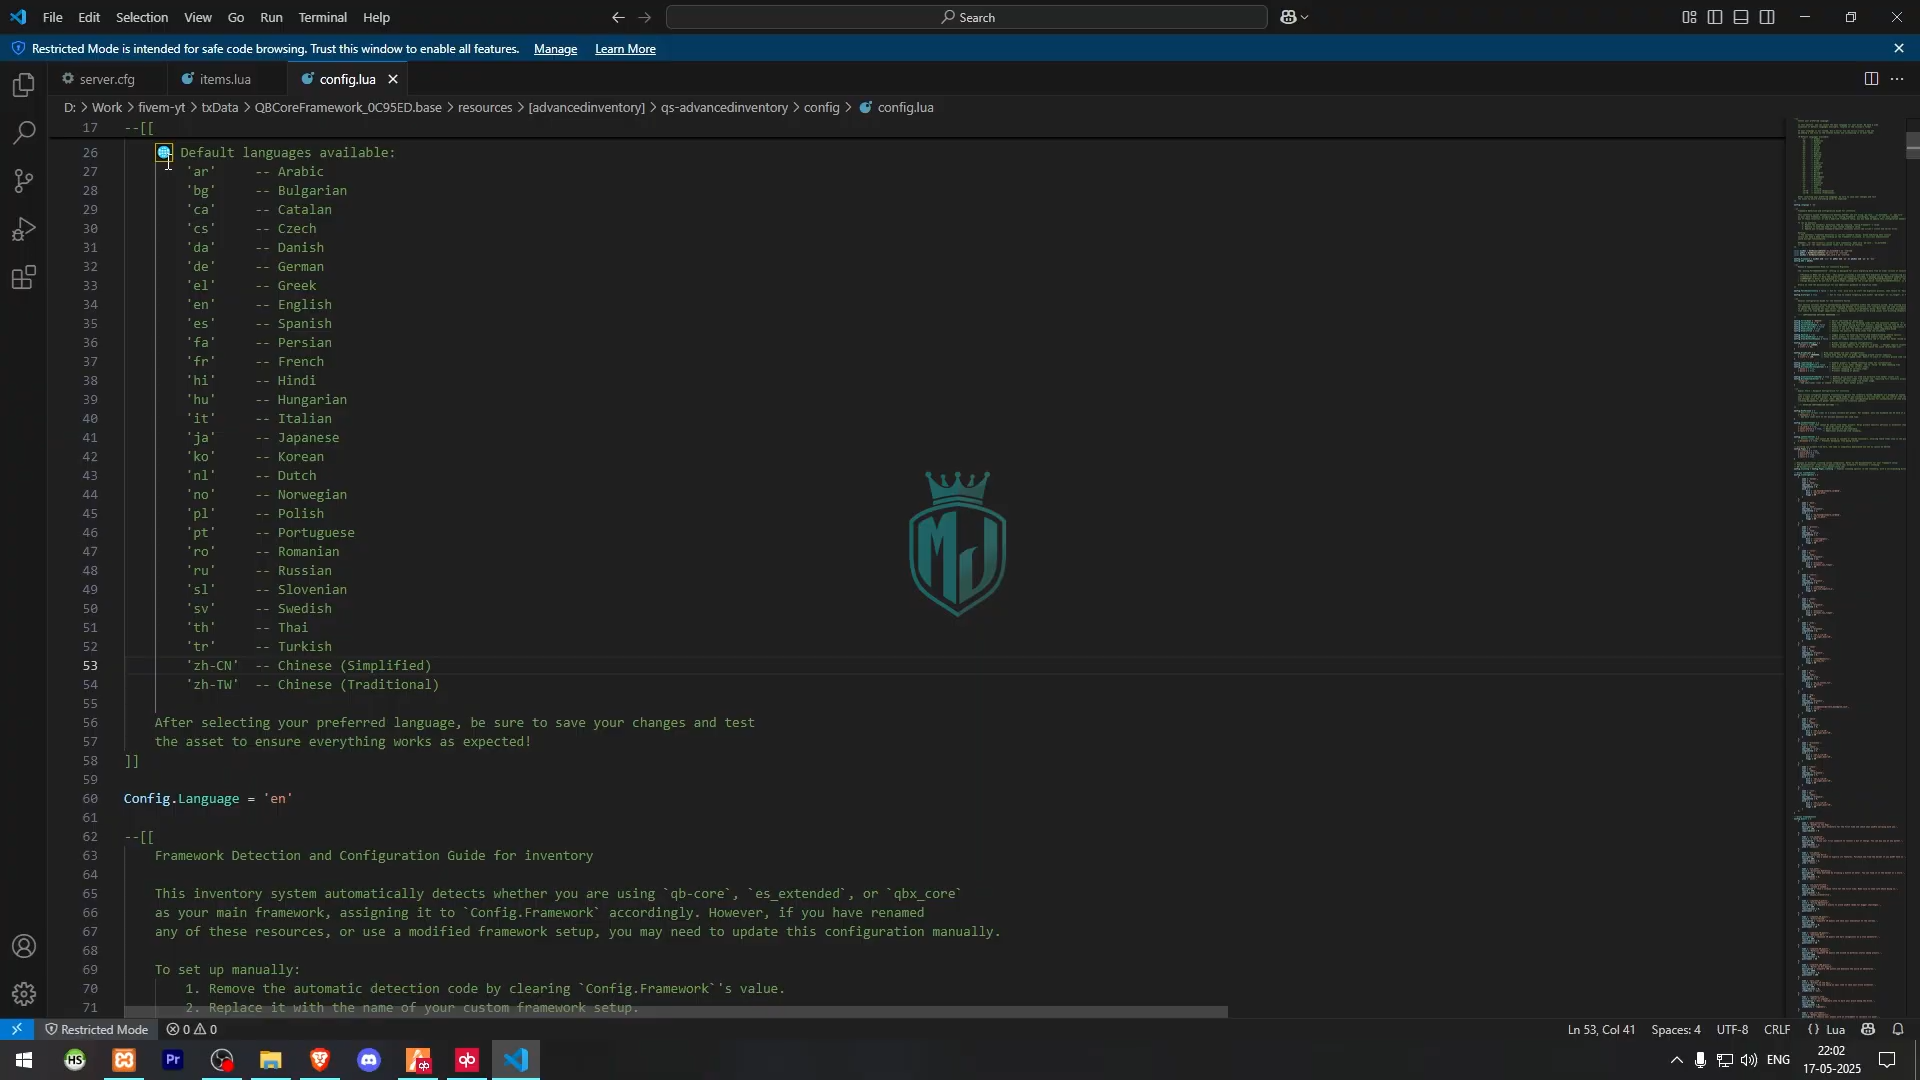 File Edit Selection View Go Run Terminal Help
Search
Restricted Mode is intended for safe code browsing. Trust this window to enable all features. Manage Learn More
server.cfg items.lua config.lua
D: > Work > fivem-yt > txData > QBCoreFramework_0C95ED.base > resources > [advancedinventory] > qs-advancedinventory > config > config.lua
17 --[[
26 Default languages available:
27 'ar' -- Arabic
28 'bg' -- Bulgarian
29 'ca' -- Catalan
30 'cs' -- Czech
31 'da' -- Danish
32 'de' -- German
33 'el' -- Greek
34 'en' -- English
35 'es' -- Spanish
36 'fa' -- Persian
37 'fr' -- French
38 'hi' -- Hindi
39 'hu' -- Hungarian
40 'it' -- Italian
41 'ja' -- Japanese
42 'ko' -- Korean
43 'nl' -- Dutch
44 'no' -- Norwegian
45 'pl' -- Polish
46 'pt' -- Portuguese
47 'ro' -- Romanian
48 'ru' -- Russian
49 'sl' -- Slovenian
50 'sv' -- Swedish
51 'th' -- Thai
52 'tr' -- Turkish
53 'zh-CN' -- Chinese (Simplified)
54 'zh-TW' -- Chinese (Traditional)
55
56 After selecting your preferred language, be sure to save your changes and test
57 the asset to ensure everything works as expected!
58 ]]
59
60 Config.Language = 'en'
61
62 --[[
63 Framework Detection and Configuration Guide for inventory
64
65 This inventory system automatically detects whether you are using `qb-core`, `es_extended`, or `qbx_core`
66 as your main framework, assigning it to `Config.Framework` accordingly. However, if you have renamed
67 any of these resources, or use a modified framework setup, you may need to update this configuration manually.
68
69 To set up manually:
70 1. Remove the automatic detection code by clearing `Config.Framework`'s value.
71 2. Replace it with the name of your custom framework setup.
MJ
Restricted Mode 0 0 Ln 53, Col 41 Spaces: 4 UTF-8 CRLF {} Lua
HS Pr qb qb ENG 22:02
17-05-2025